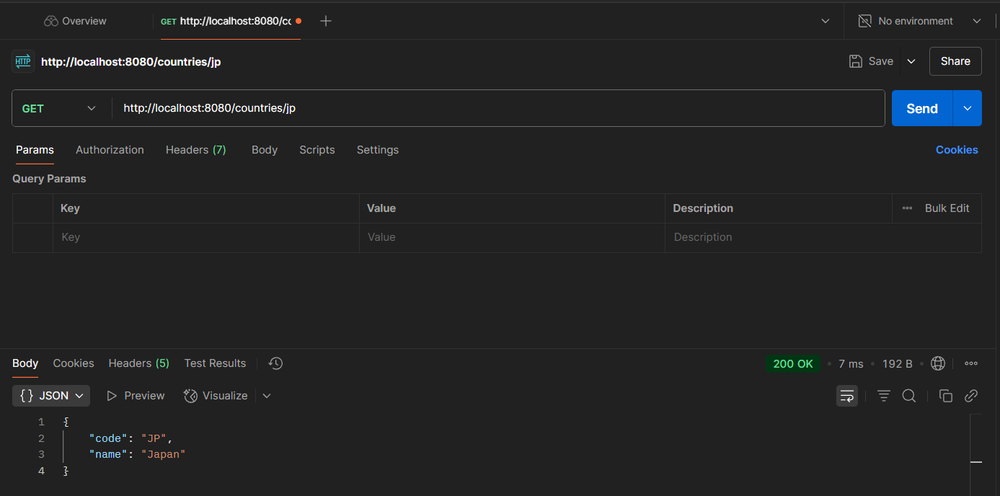 Overview
GET http://localhost:8080/cc
No environment
HTTP http://localhost:8080/countries/jp
Save
Share
GET http://localhost:8080/countries/jp
Send
Params Authorization Headers (7) Body Scripts Settings
Cookies
Query Params
Key Value Description Bulk Edit
Key Value Description
Body Cookies Headers (5) Test Results
200 OK • 7 ms • 192 B •
{} JSON Preview Visualize
1 {
2 "code": "JP",
3 "name": "Japan"
4 }